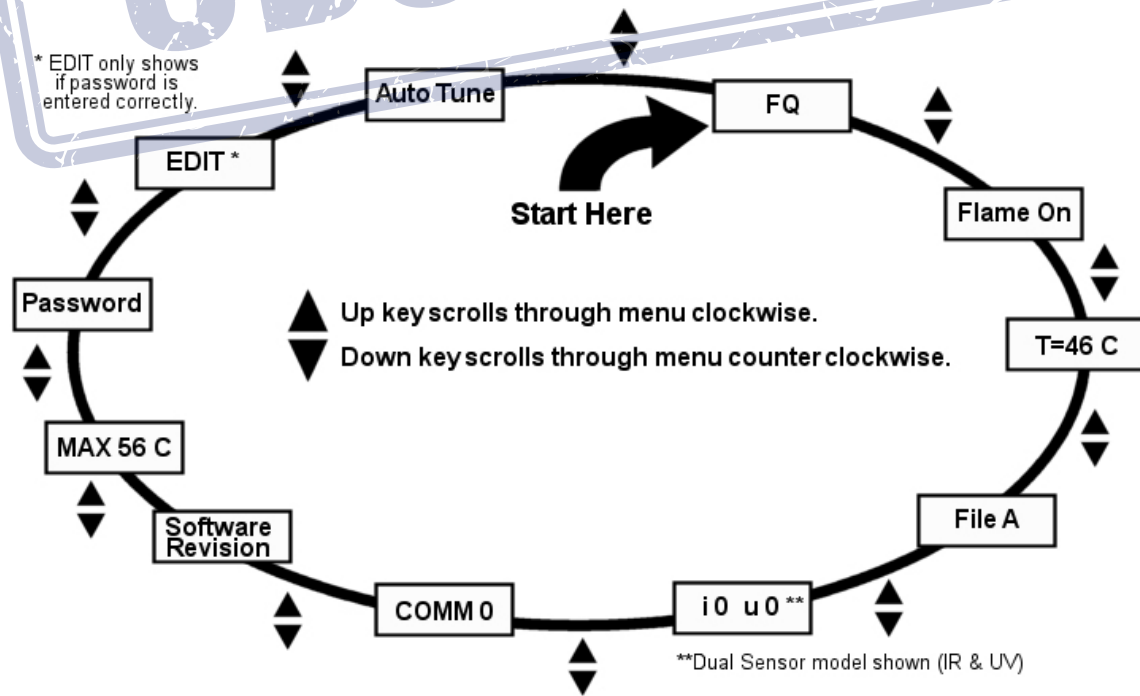 * EDIT only shows
if password is
entered correctly.
Auto Tune
FQ
EDIT *
Flame On
Start Here
Password
Up key scrolls through menu clockwise.
T=46 C
Down key scrolls through menu counter clockwise.
MAX 56 C
File A
Software
Revision
COMM 0
i 0 u 0 **
**Dual Sensor model shown (IR & UV)